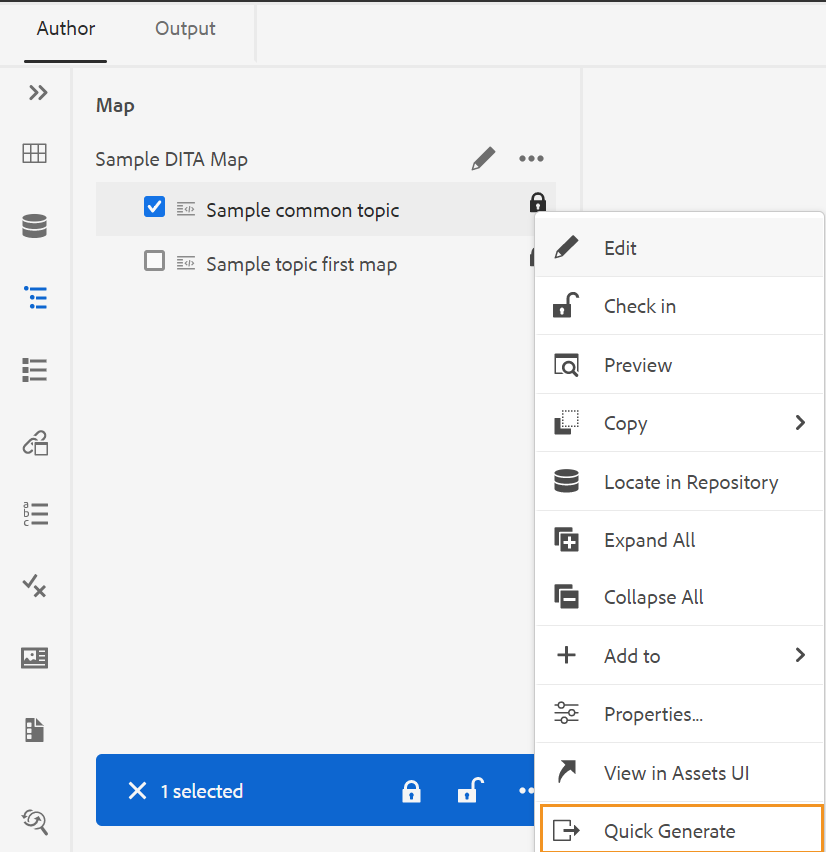 Author
Output
Map
Sample DITA Map
Sample common topic
Sample topic first map
Edit
Check in
Preview
Copy
Locate in Repository
Expand All
Collapse All
Add to
Properties...
View in Assets UI
Quick Generate
1 selected